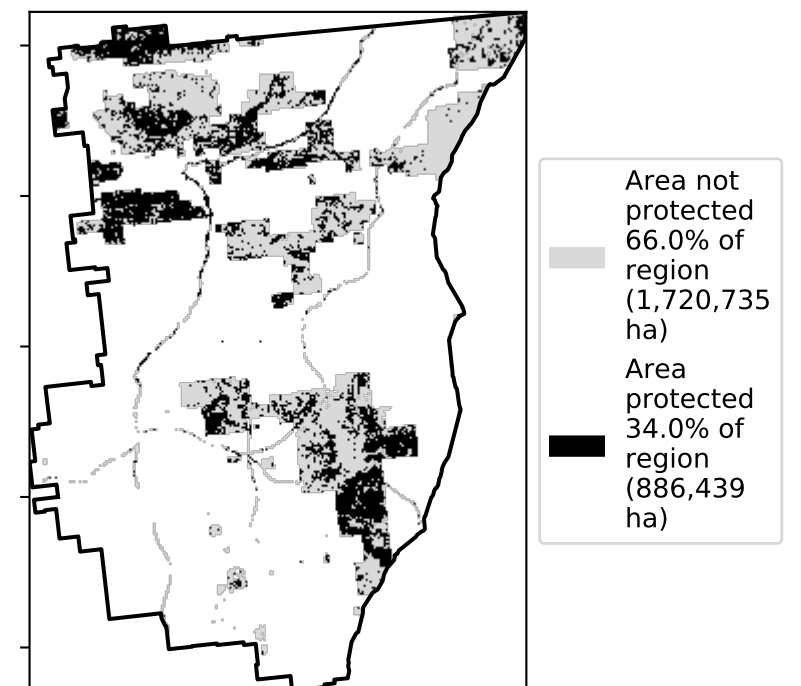 Area not
protected
66.0% of
region
(1,720,735
ha)
Area
protected
34.0% of
region
(886,439
ha)